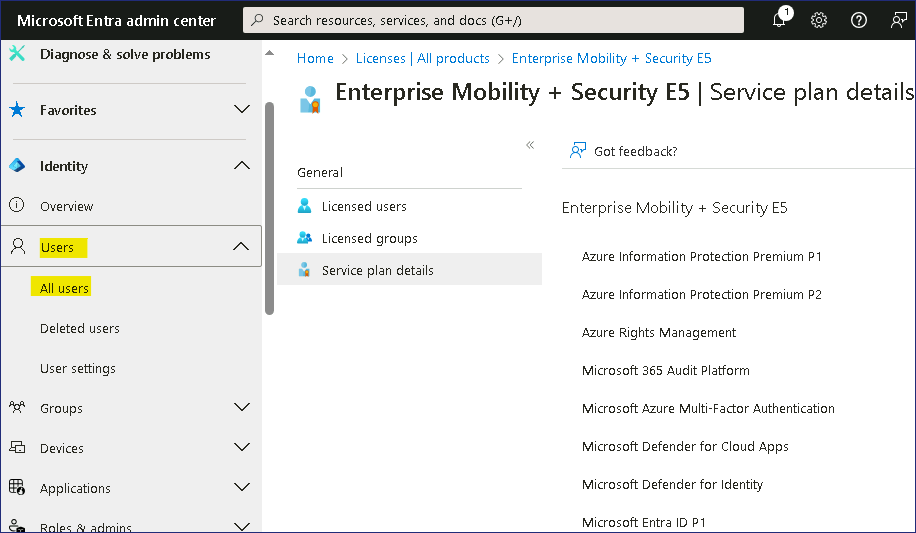 Microsoft Entra admin center
Search resources, services, and docs (G+/)
1
Diagnose & solve problems
Favorites
Identity
Overview
Users
All users
Deleted users
User settings
Groups
Devices
Applications
Roles & admins
Home > Licenses | All products > Enterprise Mobility + Security E5
Enterprise Mobility + Security E5 | Service plan details
«
General
Licensed users
Licensed groups
Service plan details
Got feedback?
Enterprise Mobility + Security E5
Azure Information Protection Premium P1
Azure Information Protection Premium P2
Azure Rights Management
Microsoft 365 Audit Platform
Microsoft Azure Multi-Factor Authentication
Microsoft Defender for Cloud Apps
Microsoft Defender for Identity
Microsoft Entra ID P1